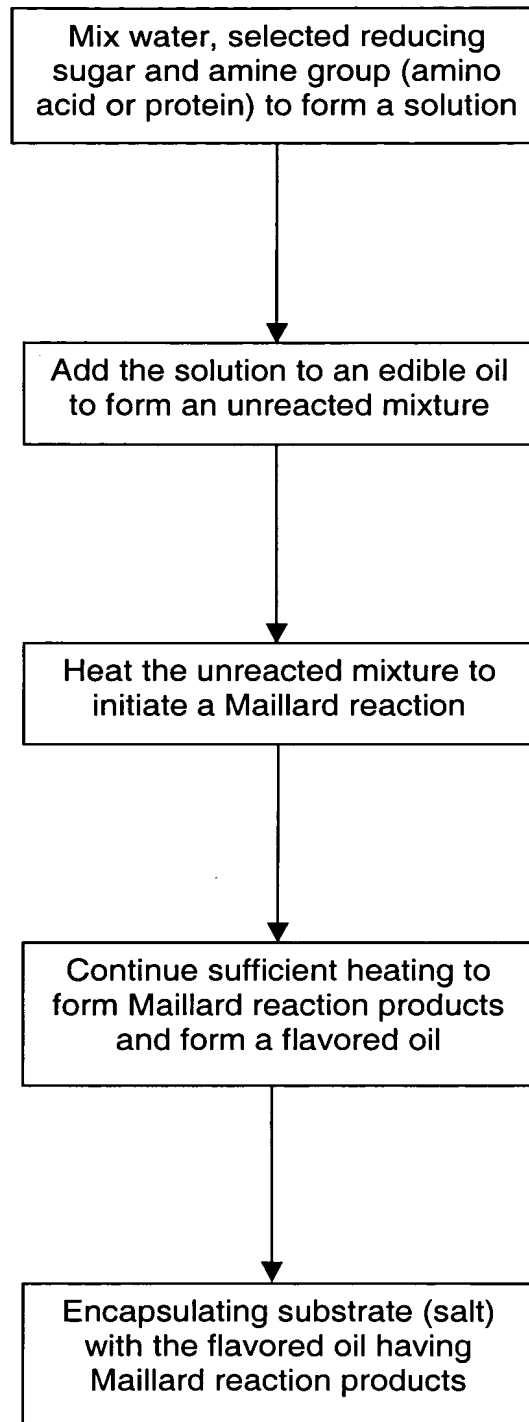 Mix water, selected reducing
sugar and amine group (amino
acid or protein) to form a solution
Add the solution to an edible oil
to form an unreacted mixture
Heat the unreacted mixture to
initiate a Maillard reaction
Continue sufficient heating to
form Maillard reaction products
and form a flavored oil
Encapsulating substrate (salt)
with the flavored oil having
Maillard reaction products